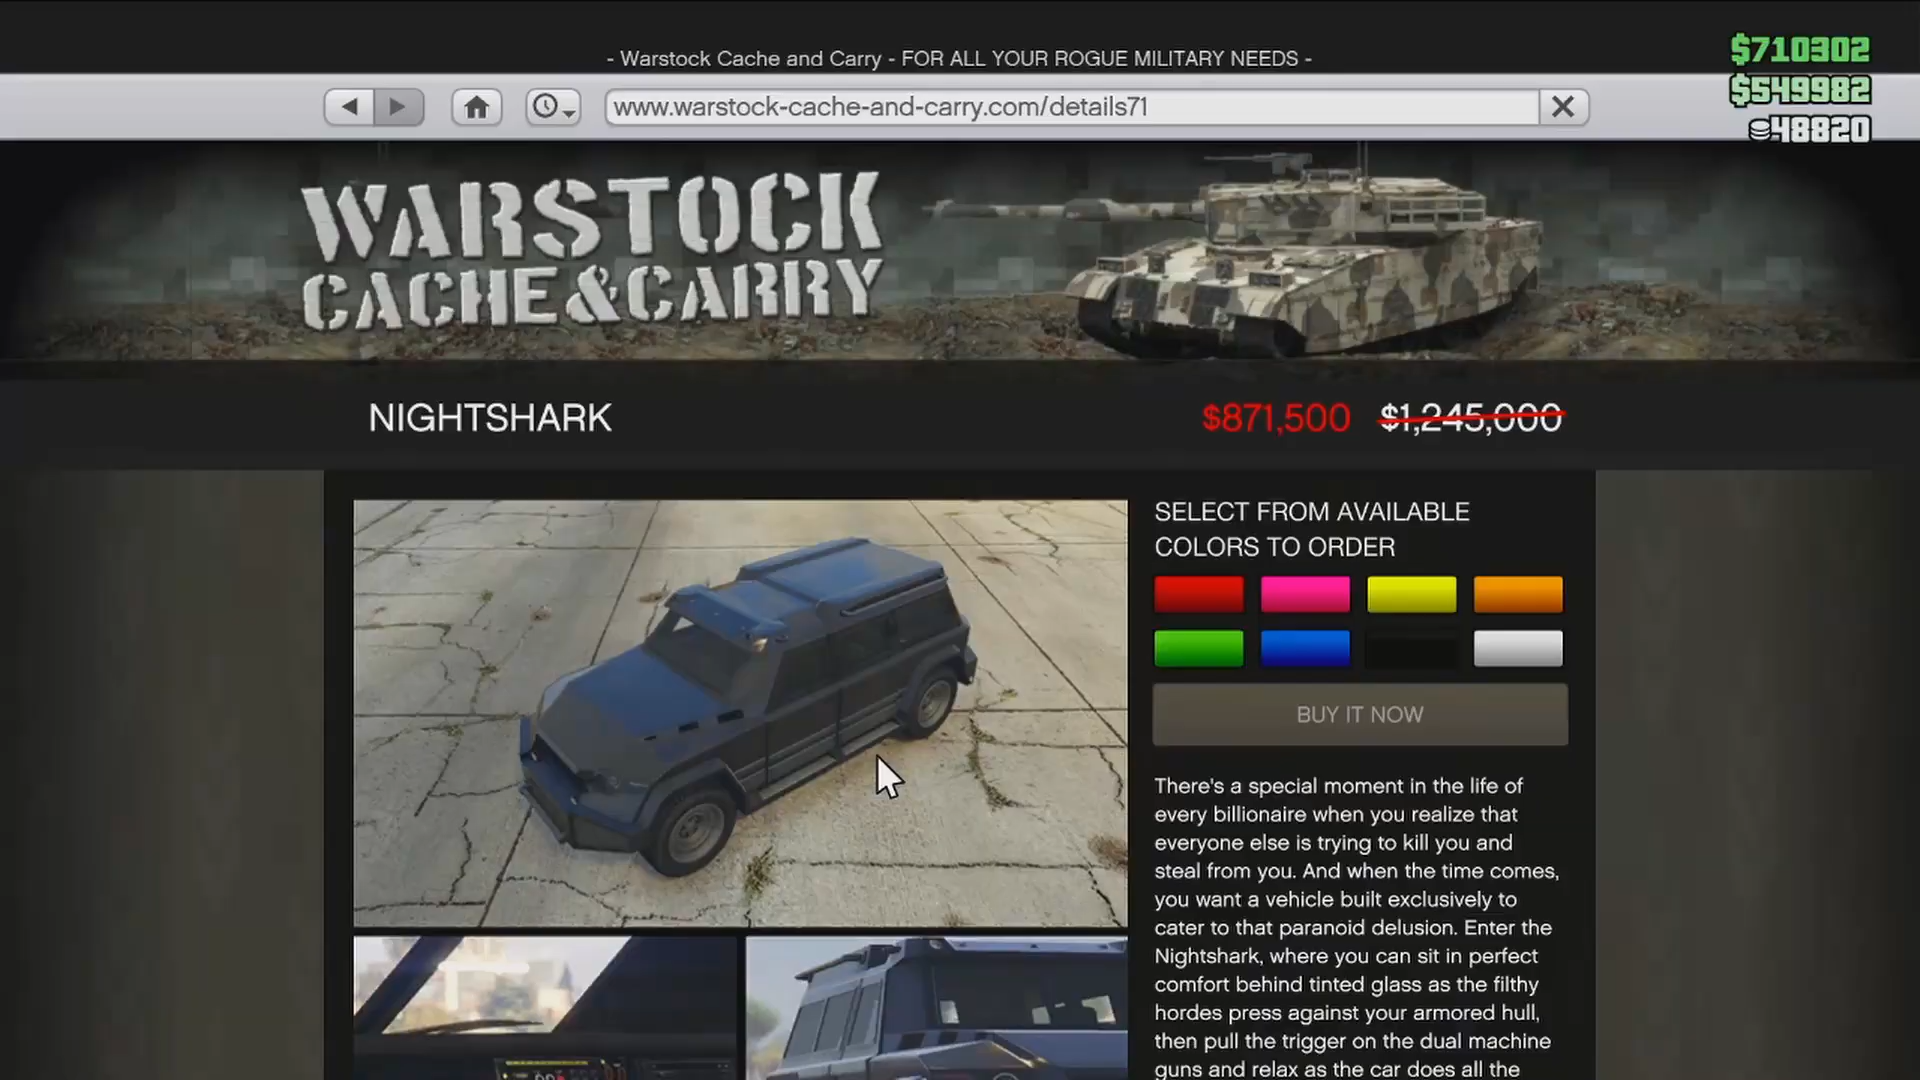 - Warstock Cache and Carry - FOR ALL YOUR ROGUE MILITARY NEEDS -
$710302
$549982
48820
www.warstock-cache-and-carry.com/details71
WARSTOCK
CACHE&CARRY
NIGHTSHARK
$871,500 $1,245,000
SELECT FROM AVAILABLE
COLORS TO ORDER
BUY IT NOW
There's a special moment in the life of
every billionaire when you realize that
everyone else is trying to kill you and
steal from you. And when the time comes,
you want a vehicle built exclusively to
cater to that paranoid delusion. Enter the
Nightshark, where you can sit in perfect
comfort behind tinted glass as the filthy
hordes press against your armored hull,
then pull the trigger on the dual machine
guns and relax as the car does all the